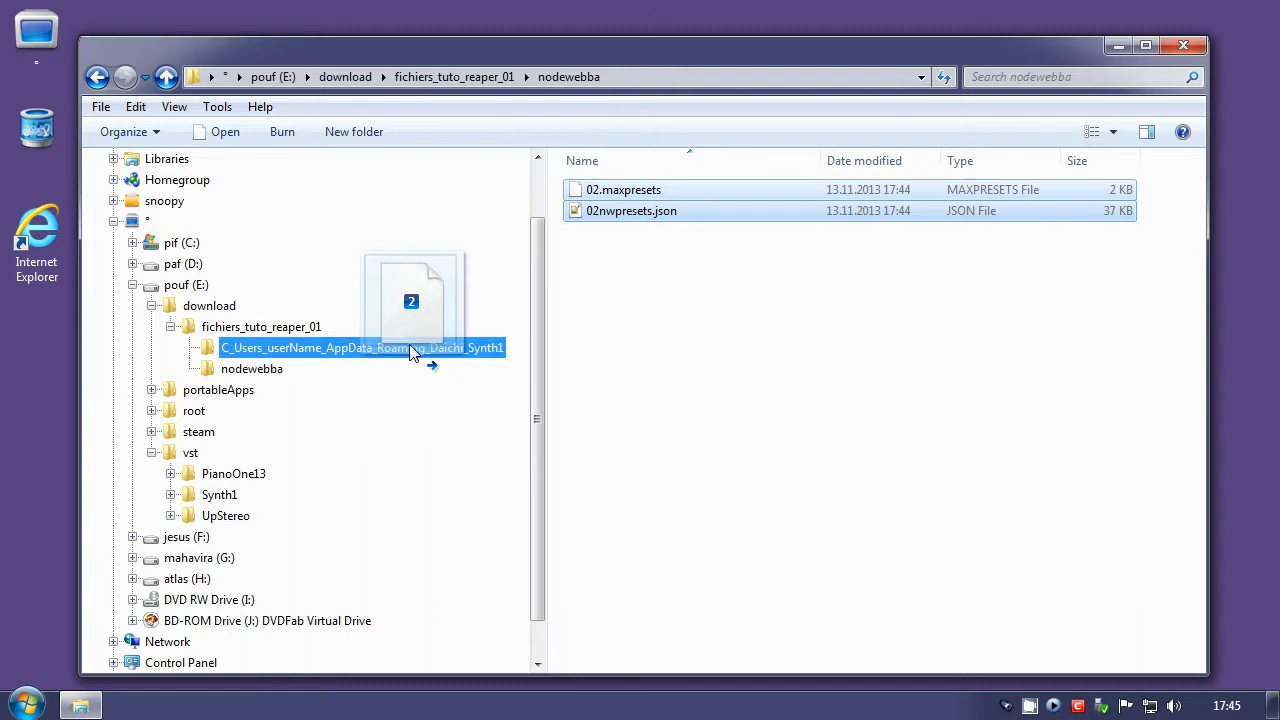 Internet
Explorer
° pouf (E:) download fichiers_tuto_reaper_01 nodewebba
Search nodewebba
File Edit View Tools Help
Organize Open Burn New folder
Libraries
Homegroup
snoopy
°
pif (C:)
paf (D:)
pouf (E:)
download
fichiers_tuto_reaper_01
C_Users_userName_AppData_Roaming_Daichi_Synth1
nodewebba
portableApps
root
steam
vst
PianoOne13
Synth1
UpStereo
jesus (F:)
mahavira (G:)
atlas (H:)
DVD RW Drive (I:)
BD-ROM Drive (J:) DVDFab Virtual Drive
Network
Control Panel
2
Name Date modified Type Size
02.maxpresets 13.11.2013 17:44 MAXPRESETS File 2 KB
02nwpresets.json 13.11.2013 17:44 JSON File 37 KB
17:45